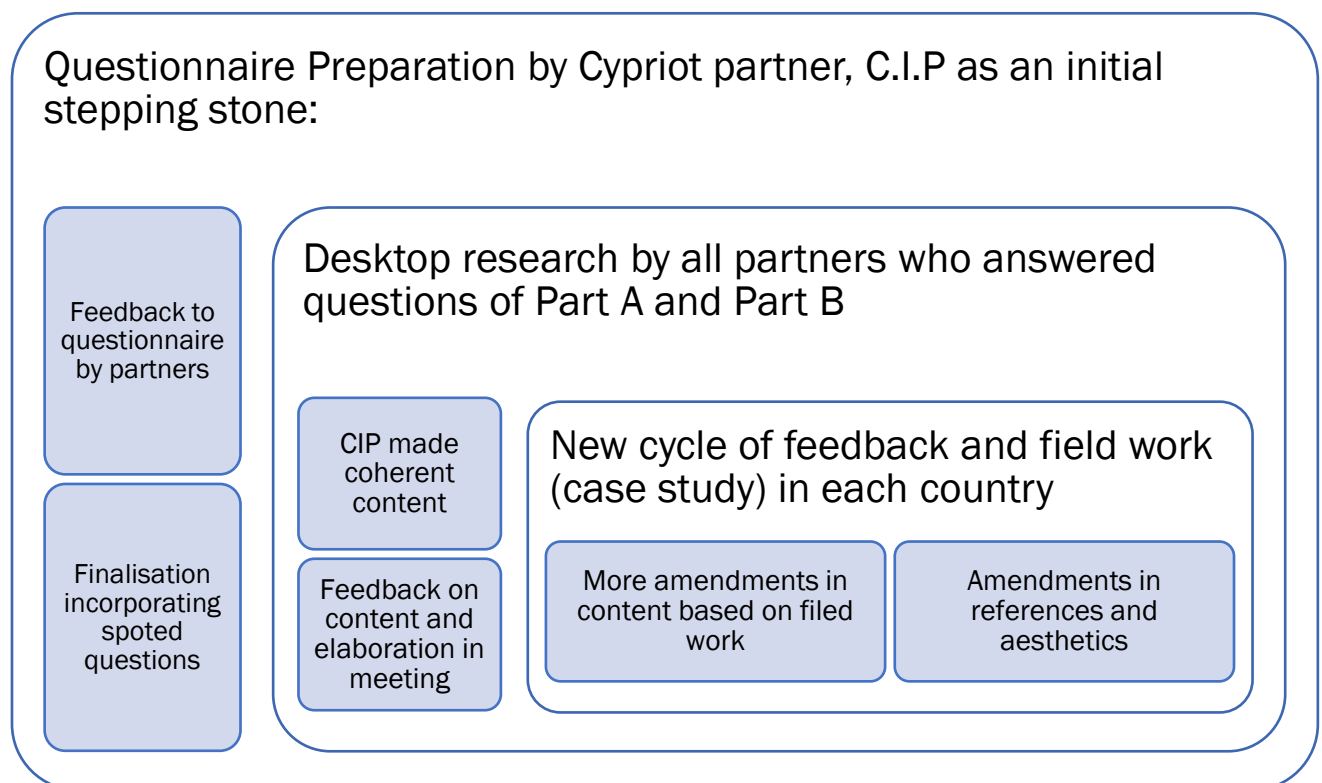 Questionnaire Preparation by Cypriot partner, C.I.P as an initial
stepping stone:
Feedback to
questionnaire
by partners
Finalisation
incorporating
spoted
questions
Desktop research by all partners who answered
questions of Part A and Part B
CIP made
coherent
content
Feedback on
content and
elaboration in
meeting
New cycle of feedback and field work
(case study) in each country
More amendments in
content based on filed
work
Amendments in
references and
aesthetics